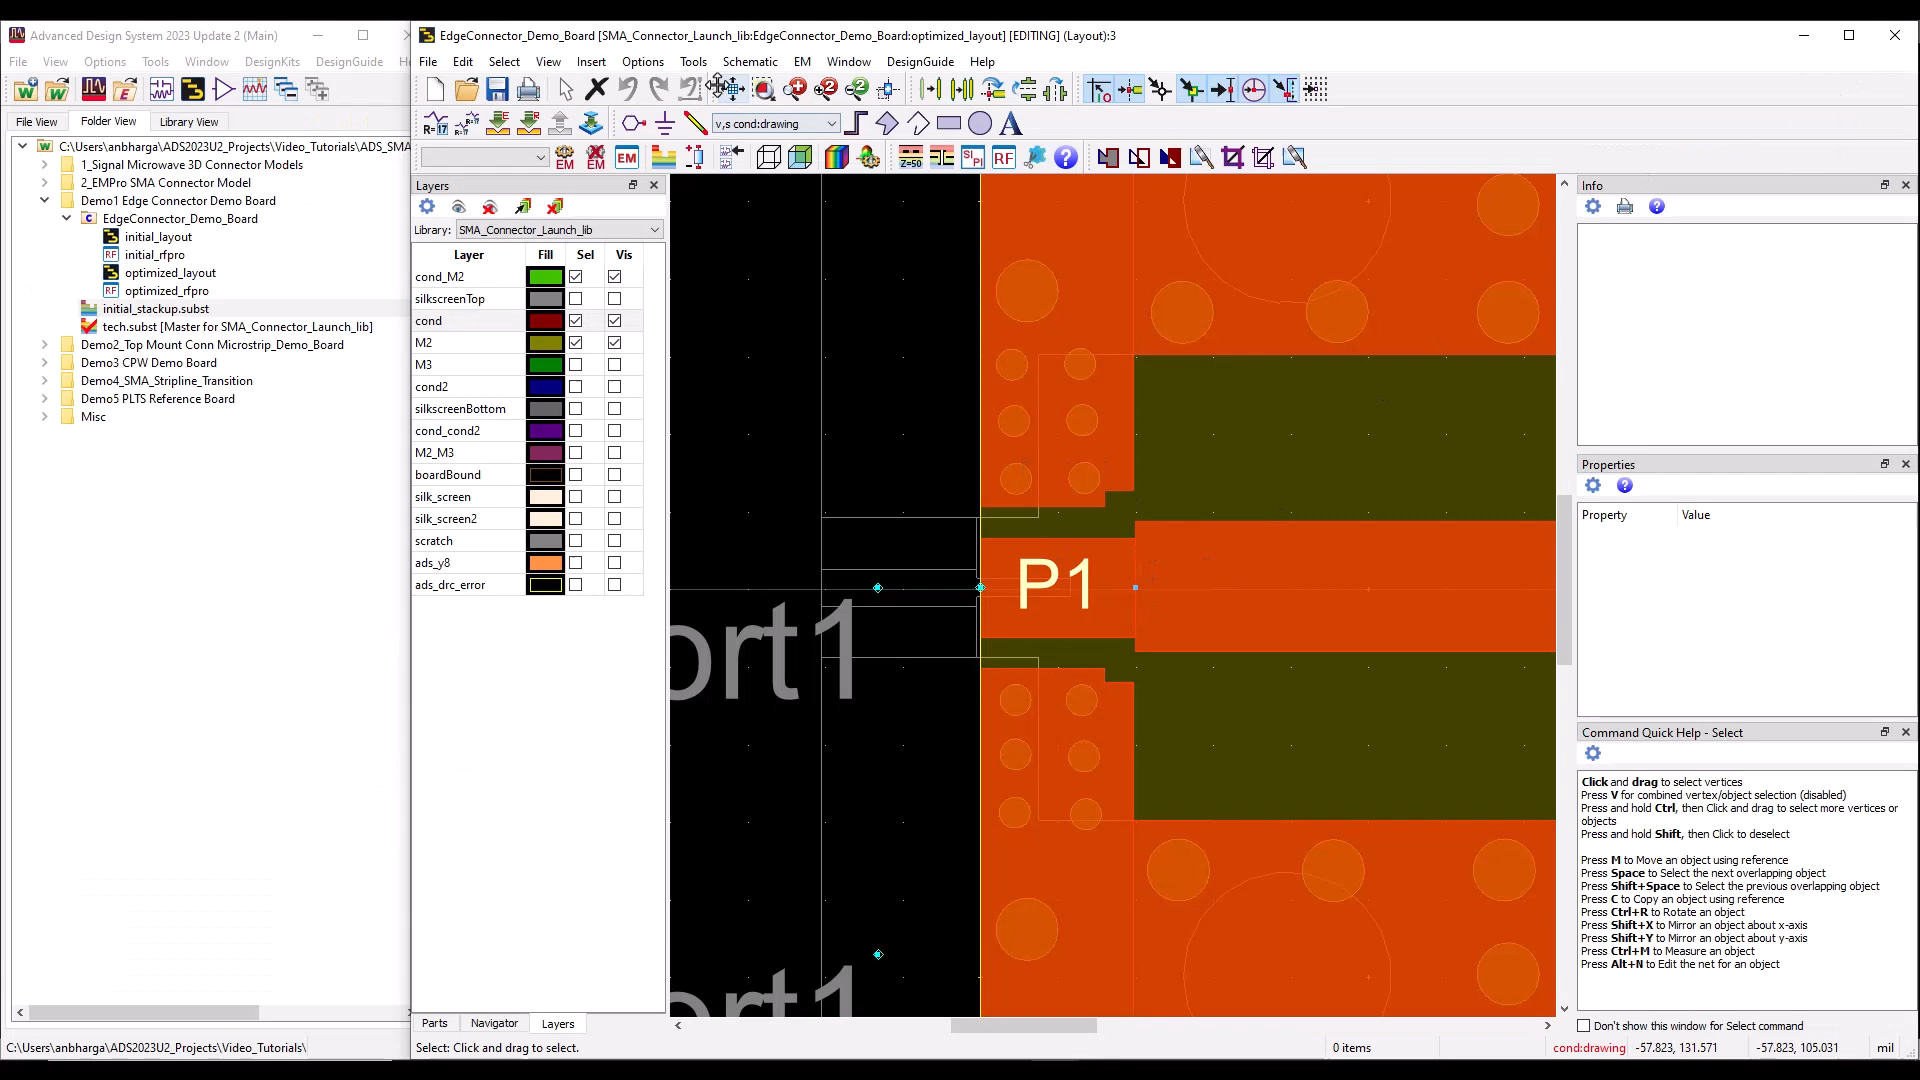 Advanced Design System 2023 Update 2 (Main)
File View Options Tools Window DesignKits DesignGuide He
File View Folder View Library View
C:\Users\anbharga\ADS2023U2_Projects\Video_Tutorials\ADS_SMA
1_Signal Microwave 3D Connector Models
2_EMPro SMA Connector Model
Demo1 Edge Connector Demo Board
EdgeConnector_Demo_Board
initial_layout
initial_rfpro
optimized_layout
optimized_rfpro
initial_stackup.subst
tech.subst [Master for SMA_Connector_Launch_lib]
Demo2_Top Mount Conn Microstrip_Demo_Board
Demo3 CPW Demo Board
Demo4_SMA_Stripline_Transition
Demo5 PLTS Reference Board
Misc
C:\Users\anbharga\ADS2023U2_Projects\Video_Tutorials\
EdgeConnector_Demo_Board [SMA_Connector_Launch_lib:EdgeConnector_Demo_Board:optimized_layout] [EDITING] (Layout):3
File Edit Select View Insert Options Tools Schematic EM Window DesignGuide Help
v,s cond:drawing
EM EM EM Z=50 SI PI RF
Layers
Library: SMA_Connector_Launch_lib
Layer Fill Sel Vis
cond_M2
silkscreenTop
cond
M2
M3
cond2
silkscreenBottom
cond_cond2
M2_M3
boardBound
silk_screen
silk_screen2
scratch
ads_y8
ads_drc_error
Parts Navigator Layers
P1
ort1
ort1
Info
Properties
Property Value
Command Quick Help - Select
Click and drag to select vertices
Press V for combined vertex/object selection (disabled)
Press and hold Ctrl, then Click and drag to select more vertices or
objects
Press and hold Shift, then Click to deselect
Press M to Move an object using reference
Press Space to Select the next overlapping object
Press Shift+Space to Select the previous overlapping object
Press C to Copy an object using reference
Press Ctrl+R to Rotate an object
Press Shift+X to Mirror an object about x-axis
Press Shift+Y to Mirror an object about y-axis
Press Ctrl+M to Measure an object
Press Alt+N to Edit the net for an object
Don't show this window for Select command
Select: Click and drag to select. 0 items cond:drawing -57.823, 131.571 -57.823, 105.031 mil